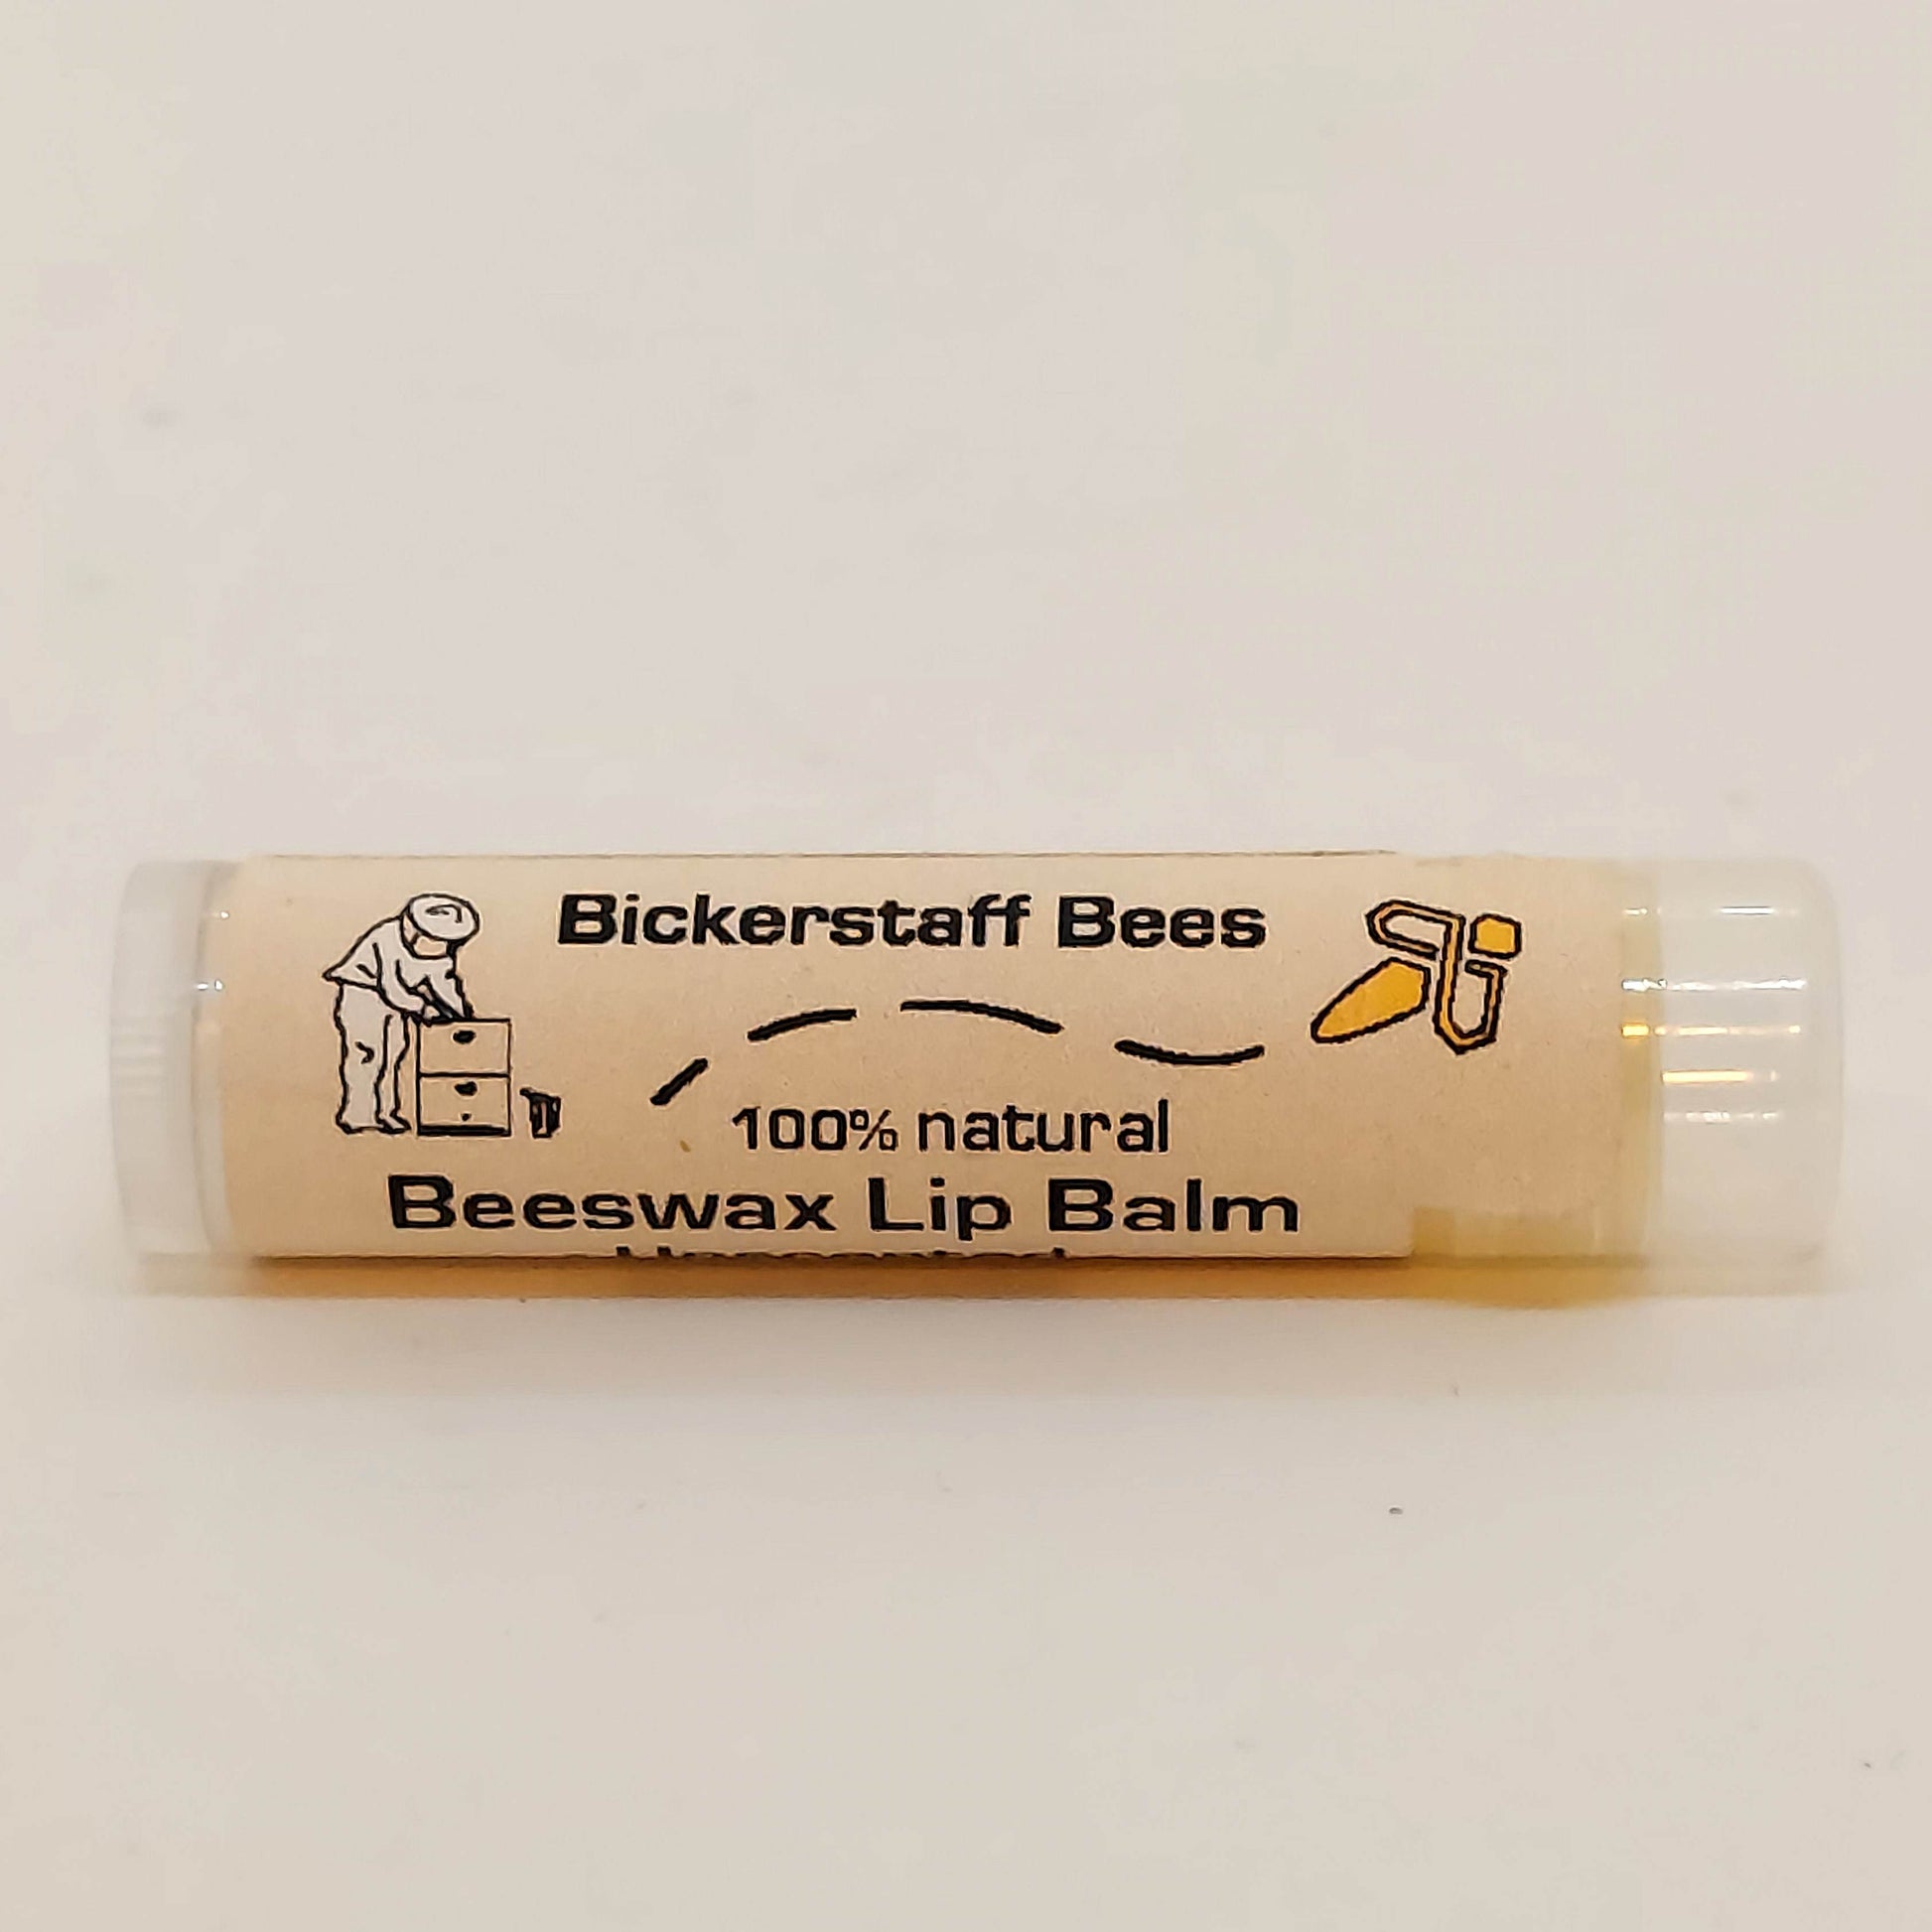 Bickerstaff Bees
100% natural
Beeswax Lip Balm